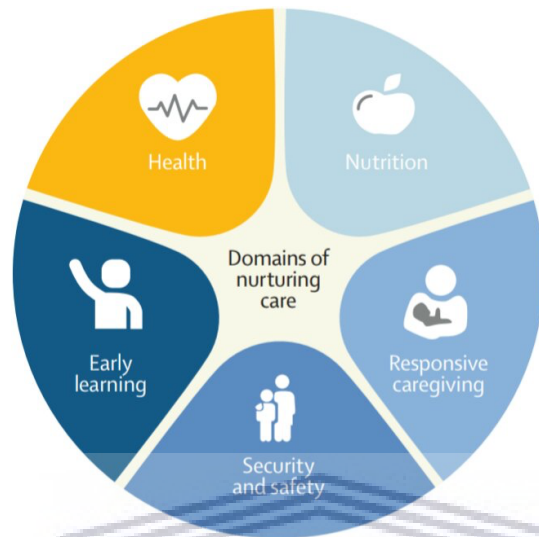 Health
Nutrition
Domains of
nurturing
care
Early
learning
Responsive
caregiving
Security
and safety